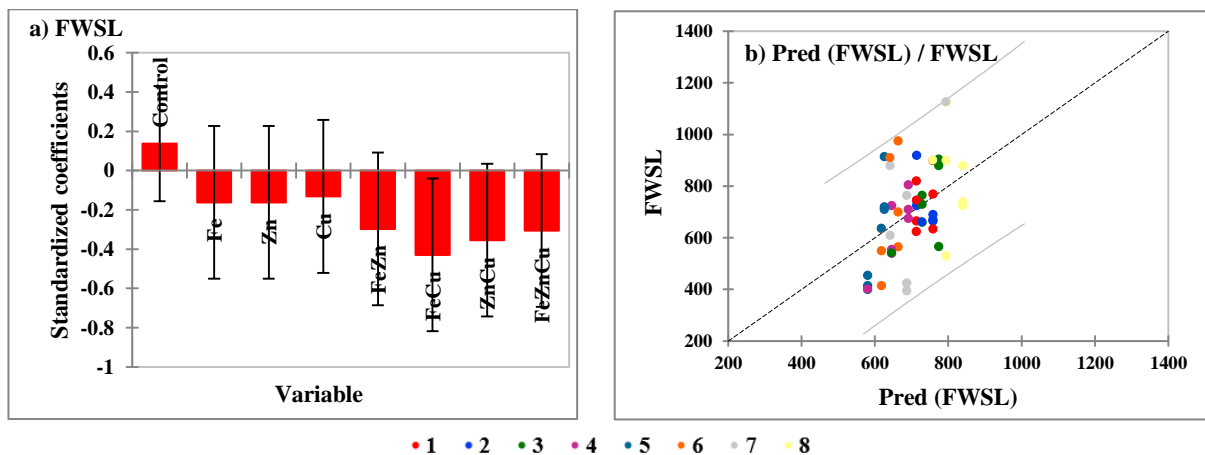 a) FWSL
0.6
0.4
0.2
0
-0.2
-0.4
-0.6
-0.8
-1
Standardized coefficients
Control
Fe
Zn
Cu
FeZn
FeCu
ZnCu
FeZnCu
Variable
b) Pred (FWSL) / FWSL
1400
1200
1000
800
600
400
200
FWSL
200 400 600 800 1000 1200 1400
Pred (FWSL)
1 2 3 4 5 6 7 8